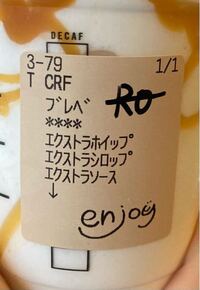 DECAF
3-79 1/1
T CRF
ブレベ RO
****
エクストラホイップ
エクストラシロップ
エクストラソース
↓
enjoy